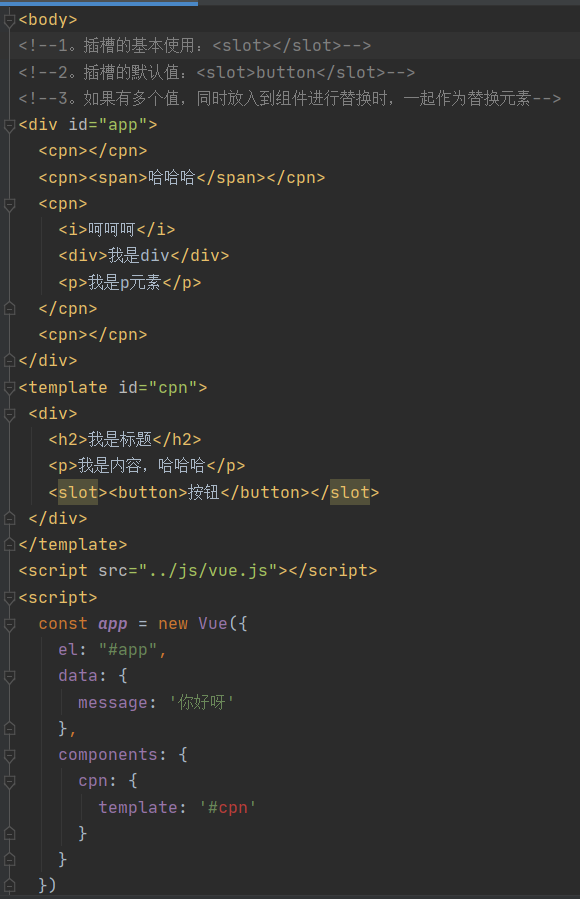 <body>
<!--1。插槽的基本使用：<slot></slot>-->
<!--2。插槽的默认值：<slot>button</slot>-->
<!--3。如果有多个值，同时放入到组件进行替换时，一起作为替换元素-->
<div id="app">
  <cpn></cpn>
  <cpn><span>哈哈哈</span></cpn>
  <cpn>
    <i>呵呵呵</i>
    <div>我是div</div>
    <p>我是p元素</p>
  </cpn>
  <cpn></cpn>
</div>
<template id="cpn">
 <div>
   <h2>我是标题</h2>
   <p>我是内容，哈哈哈</p>
   <slot><button>按钮</button></slot>
 </div>
</template>
<script src="../js/vue.js"></script>
<script>
  const app = new Vue({
    el: "#app",
    data: {
      message: '你好呀'
    },
    components: {
      cpn: {
        template: '#cpn'
      }
    }
  })